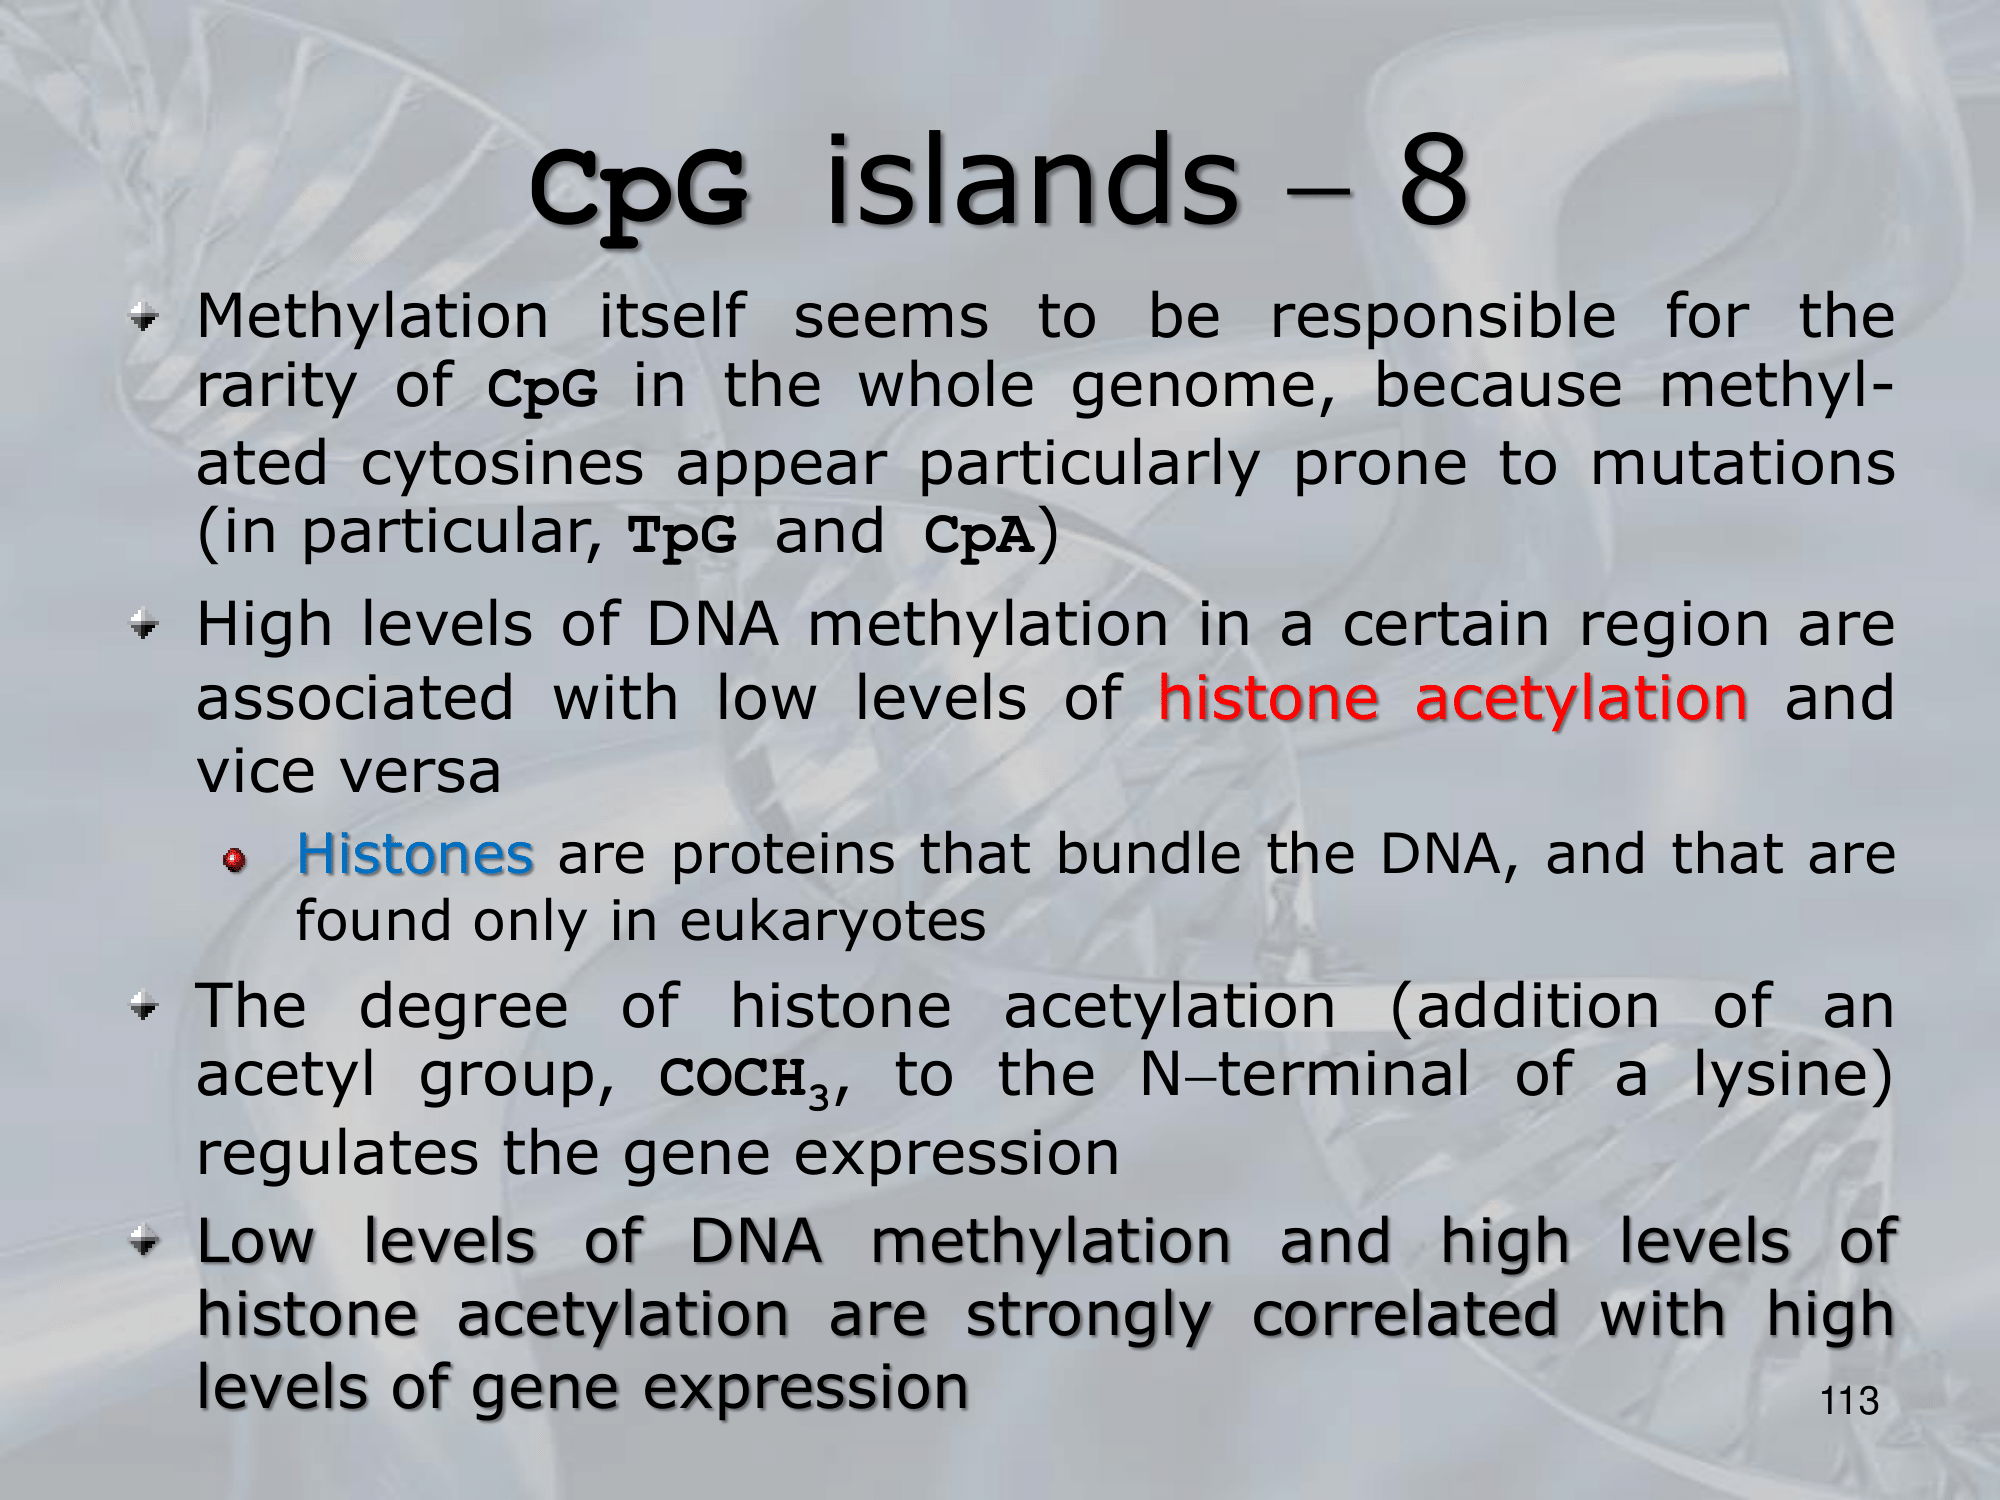 CpG islands – 8
Methylation itself seems to be responsible for the
rarity of CpG in the whole genome, because methyl-
ated cytosines appear particularly prone to mutations
(in particular, TpG and CpA)
High levels of DNA methylation in a certain region are
associated with low levels of histone acetylation and
vice versa
Histones are proteins that bundle the DNA, and that are
found only in eukaryotes
The degree of histone acetylation (addition of an
acetyl group, COCH₃, to the N–terminal of a lysine)
regulates the gene expression
Low levels of DNA methylation and high levels of
histone acetylation are strongly correlated with high
levels of gene expression
113